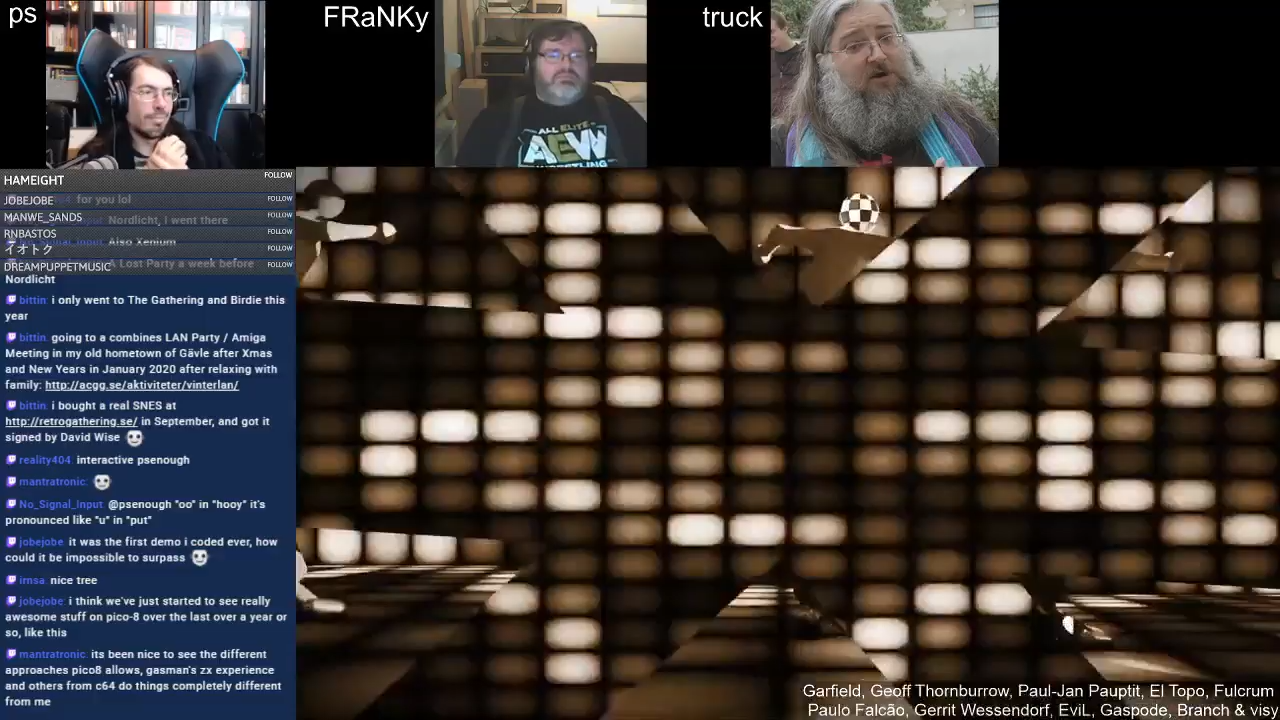 ps
FRaNKy
truck
ALL ELITE
AEW
WRESTLING
HAMEIGHT
FOLLOW
JOBEJOBE
for you lol
FOLLOW
MANWE_SANDS
Nordlicht, I went there
FOLLOW
RNBASTOS
FOLLOW
Also Xenium
イオトク
FOLLOW
DREAMPUPPETMUSIC
A Lost Party a week before
FOLLOW
Nordlicht
bittin: i only went to The Gathering and Birdie this
year
bittin: going to a combines LAN Party / Amiga
Meeting in my old hometown of Gävle after Xmas
and New Years in January 2020 after relaxing with
family: http://acgg.se/aktiviteter/vinterlan/
bittin: i bought a real SNES at
http://retrogathering.se/ in September, and got it
signed by David Wise
reality404: interactive psenough
mantratronic:
No_Signal_Input: @psenough "oo" in "hooy" it's
pronounced like "u" in "put"
jobejobe: it was the first demo i coded ever, how
could it be impossible to surpass
imsa: nice tree
jobejobe: i think we've just started to see really
awesome stuff on pico-8 over the last over a year or
so, like this
mantratronic: its been nice to see the different
approaches pico8 allows, gasman's zx experience
and others from c64 do things completely different
from me
Garfield, Geoff Thornburrow, Paul-Jan Pauptit, El Topo, Fulcrum
Paulo Falcão, Gerrit Wessendorf, EviL, Gaspode, Branch & visy